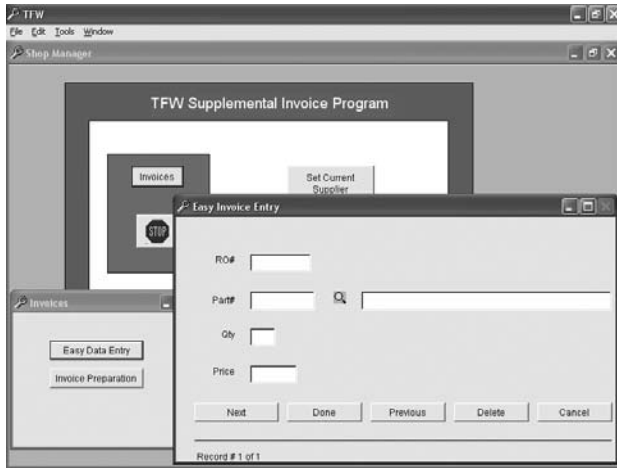 TFW
File Edit Tools Window
Shop Manager
TFW Supplemental Invoice Program
Invoices
Set Current
Supplier
STOP
Easy Invoice Entry
RO#
Part#
Qty
Price
Next Done Previous Delete Cancel
Record # 1 of 1
Invoices
Easy Data Entry
Invoice Preparation